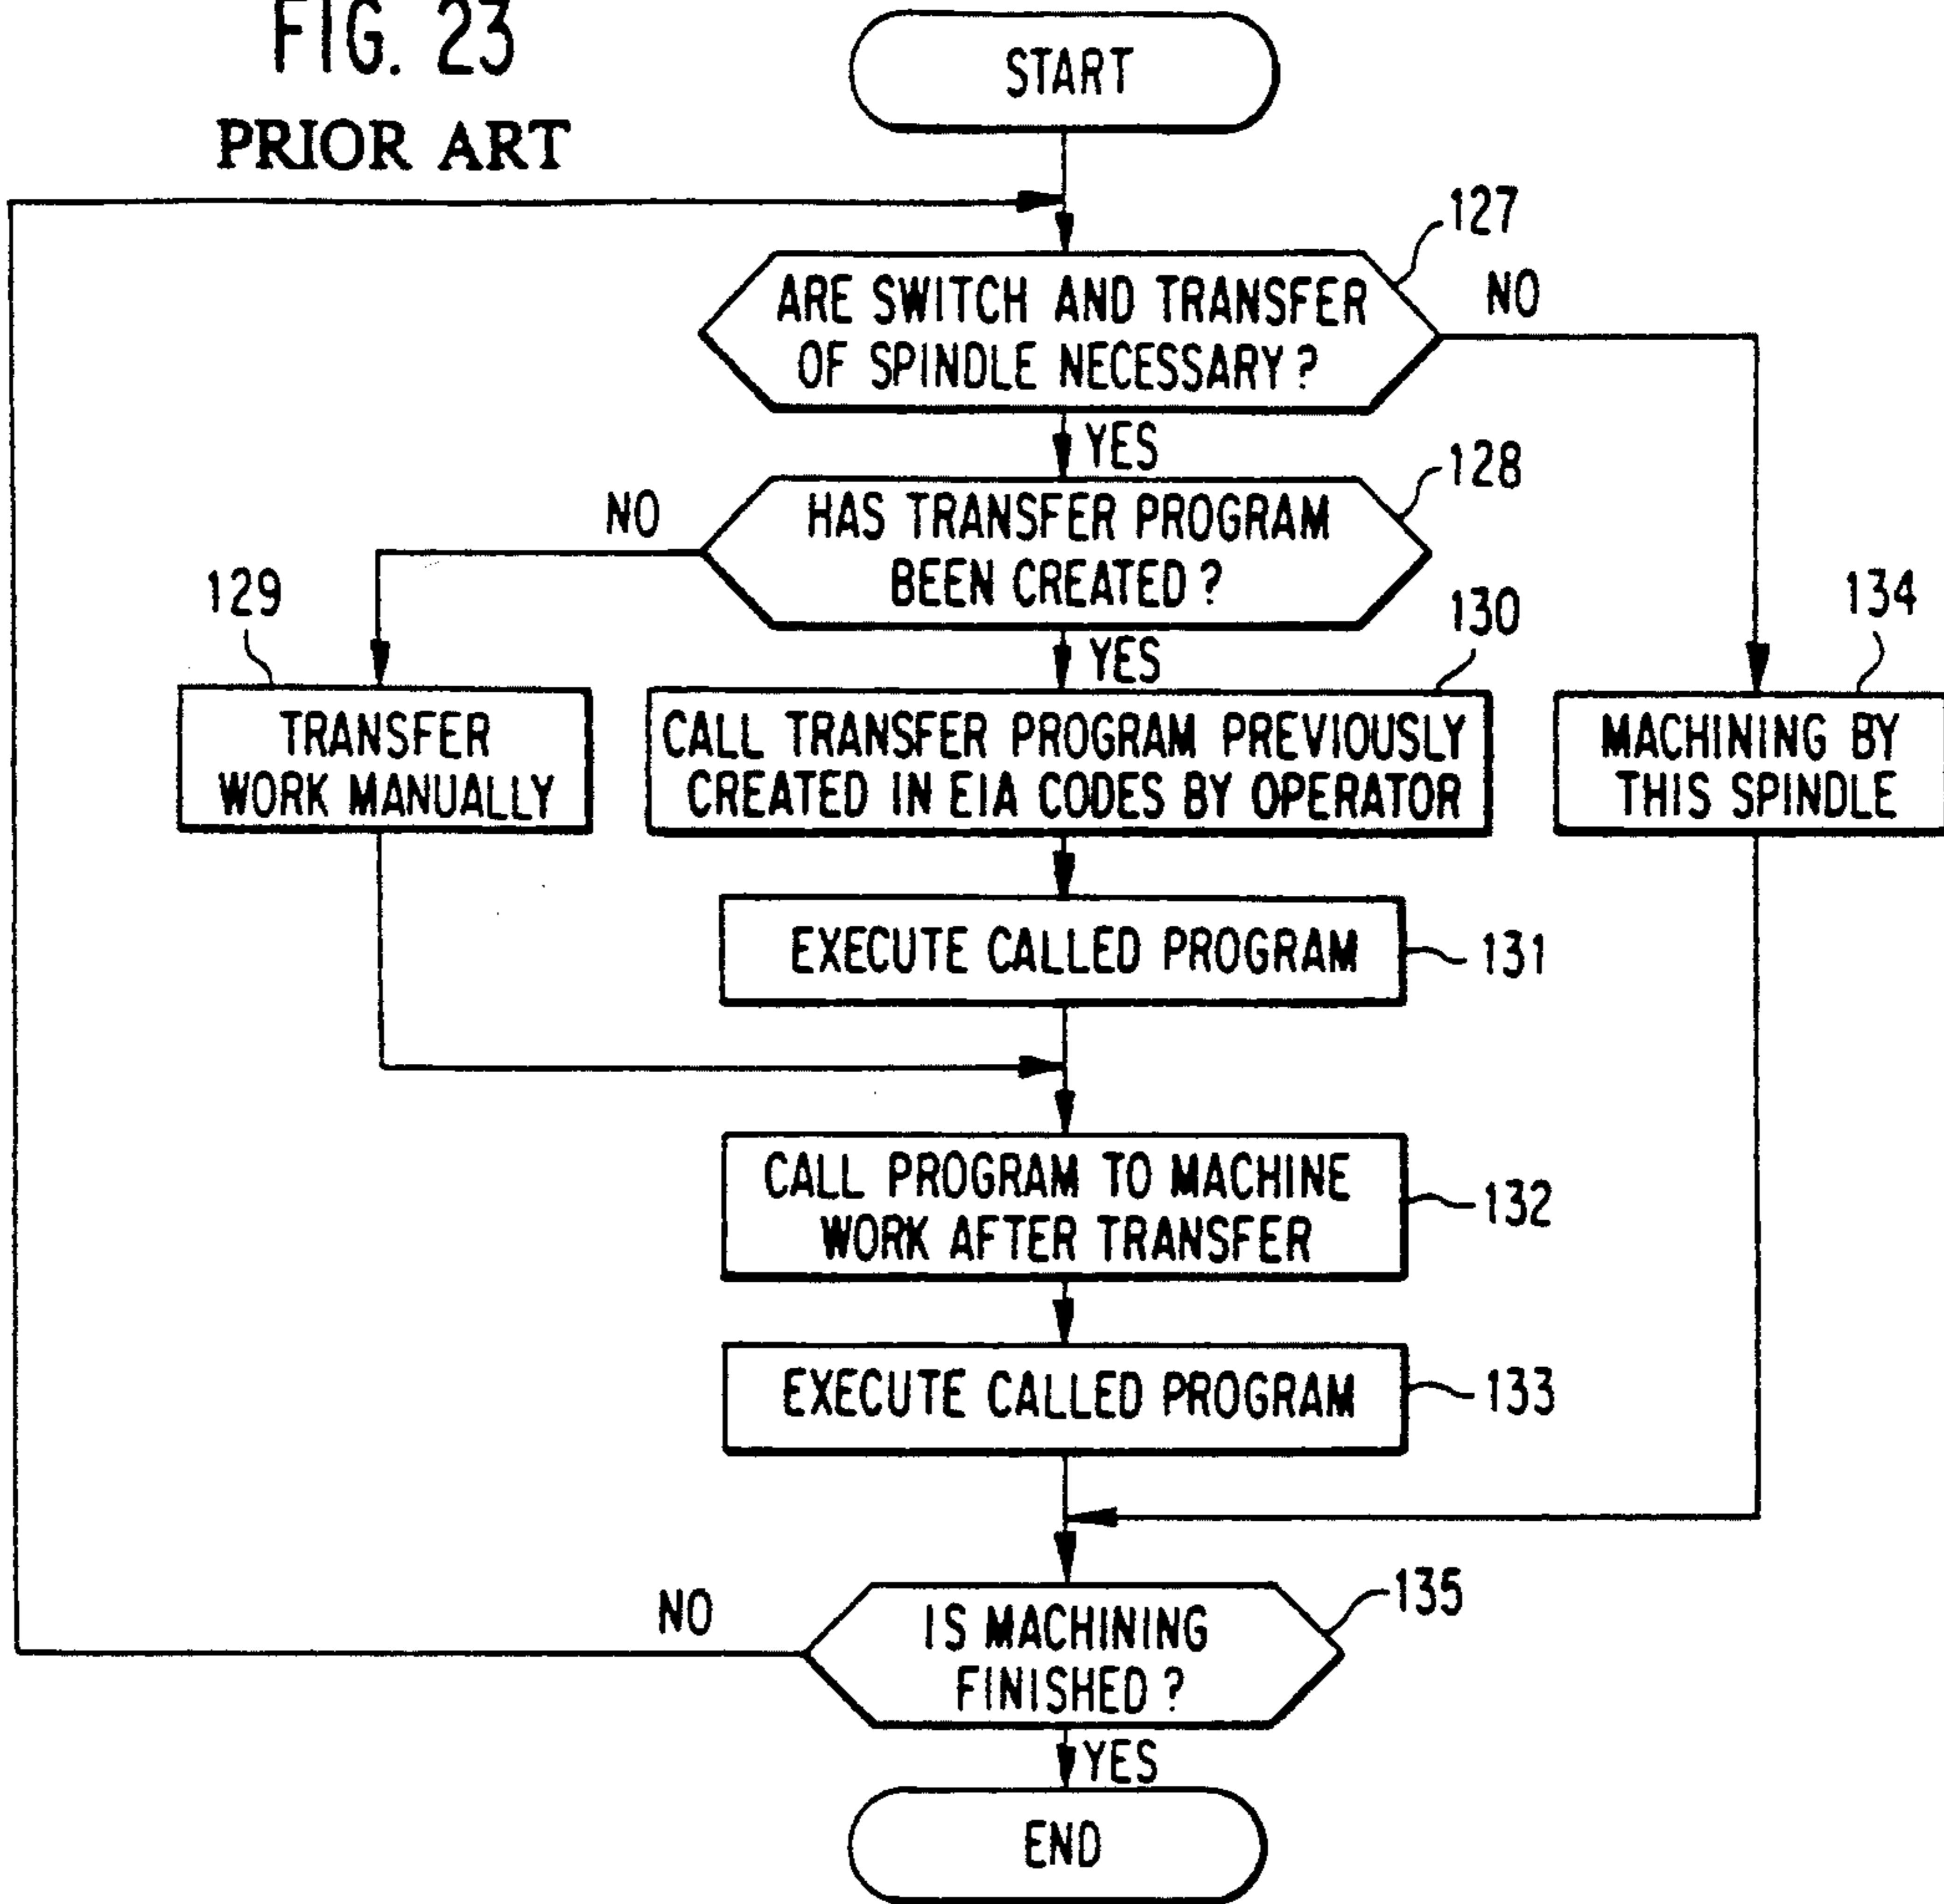 FIG. 23
PRIOR ART
START
127
ARE SWITCH AND TRANSFER
OF SPINDLE NECESSARY?
NO
YES
128
HAS TRANSFER PROGRAM
BEEN CREATED?
NO
YES
129
TRANSFER
WORK MANUALLY
130
CALL TRANSFER PROGRAM PREVIOUSLY
CREATED IN EIA CODES BY OPERATOR
134
MACHINING BY
THIS SPINDLE
EXECUTE CALLED PROGRAM
131
CALL PROGRAM TO MACHINE
WORK AFTER TRANSFER
132
EXECUTE CALLED PROGRAM
133
135
IS MACHINING
FINISHED?
NO
YES
END